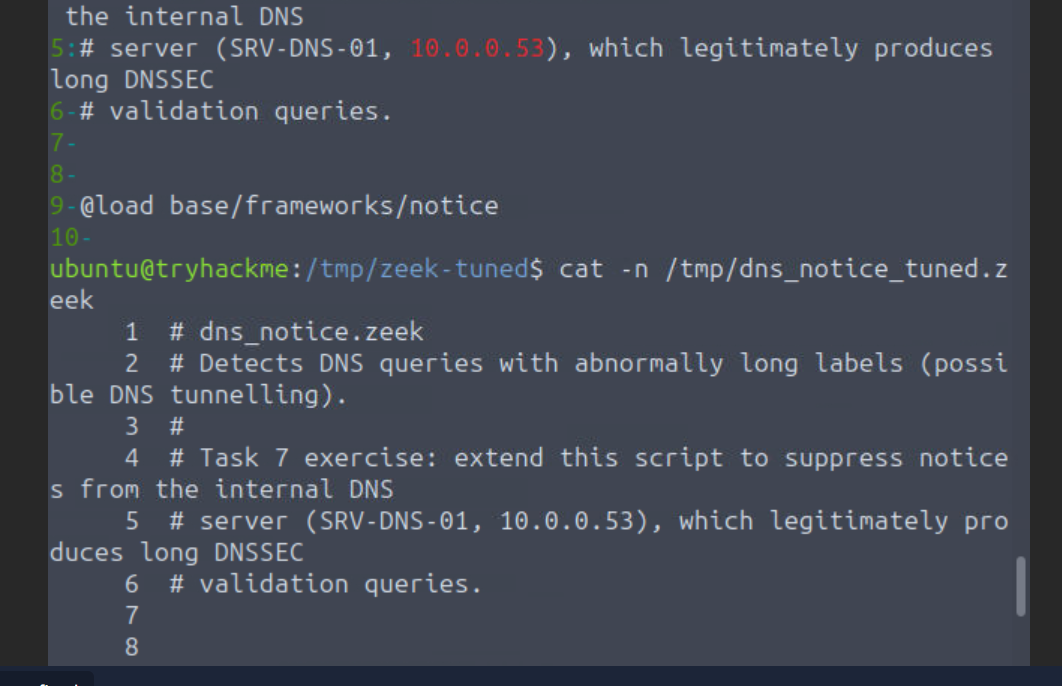 the internal DNS
5:# server (SRV-DNS-01, 10.0.0.53), which legitimately produces
long DNSSEC
6-# validation queries.
7-
8-
9-@load base/frameworks/notice
10-
ubuntu@tryhackme:/tmp/zeek-tuned$ cat -n /tmp/dns_notice_tuned.z
eek
1 # dns_notice.zeek
2 # Detects DNS queries with abnormally long labels (possi
ble DNS tunnelling).
3 #
4 # Task 7 exercise: extend this script to suppress notice
s from the internal DNS
5 # server (SRV-DNS-01, 10.0.0.53), which legitimately pro
duces long DNSSEC
6 # validation queries.
7
8